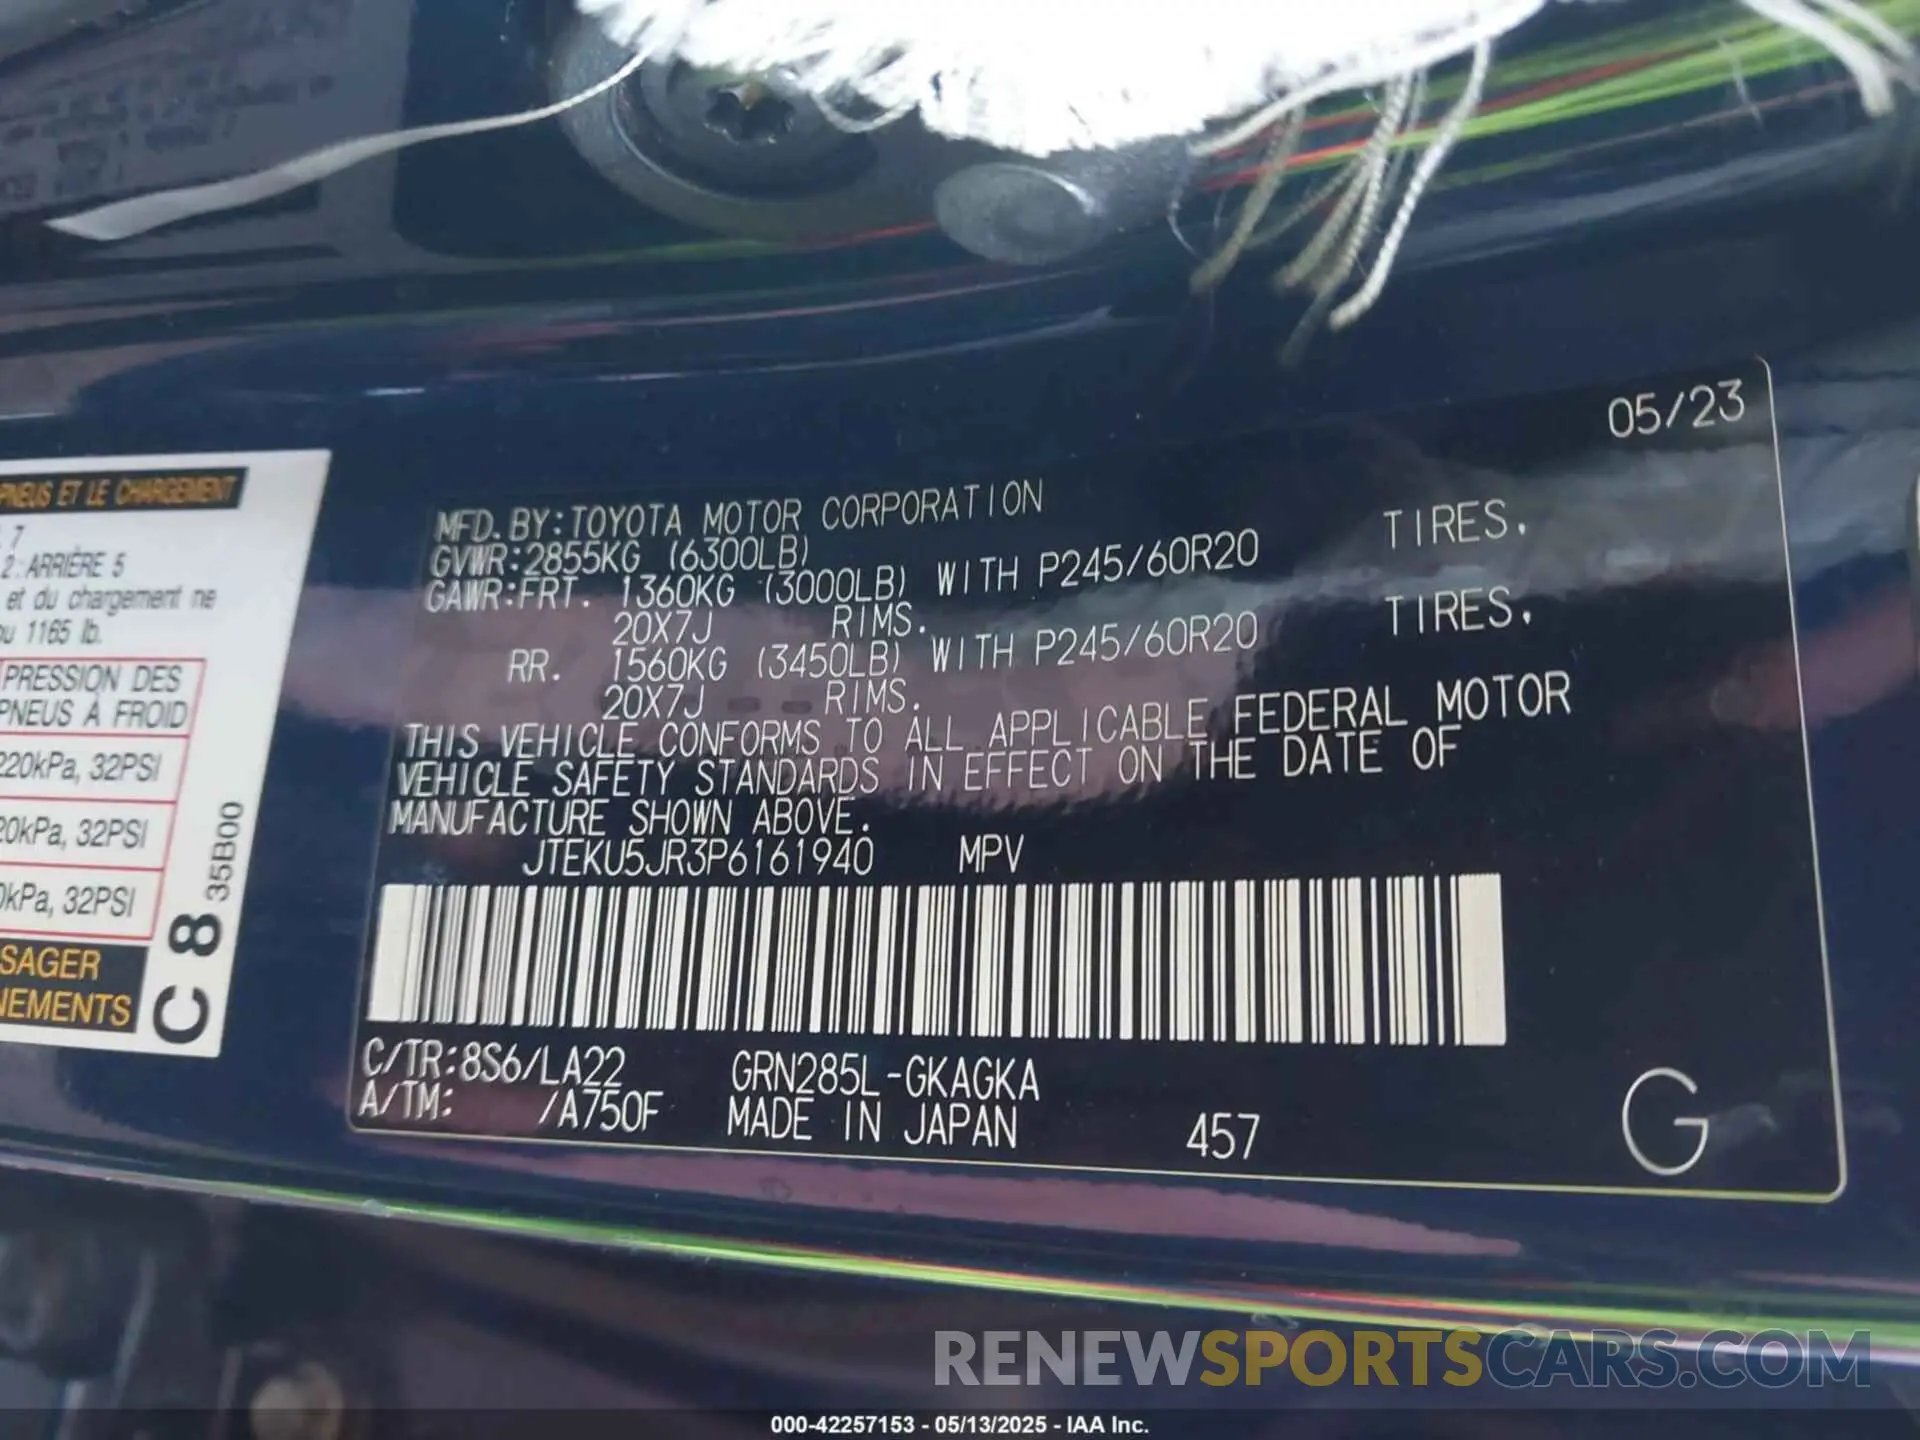 05/23
MFD. BY:TOYOTA MOTOR CORPORATION
GVWR:2855KG (6300LB)
GAWR:FRT. 1360KG (3000LB) WITH P245/60R20 TIRES.
20X7J RIMS.
RR. 1560KG (3450LB) WITH P245/60R20 TIRES.
20X7J RIMS.
THIS VEHICLE CONFORMS TO ALL APPLICABLE FEDERAL MOTOR
VEHICLE SAFETY STANDARDS IN EFFECT ON THE DATE OF
MANUFACTURE SHOWN ABOVE.
JTEKU5JR3P6161940 MPV
C/TR:8S6/LA22 GRN285L-GKAGKA
A/TM: /A750F MADE IN JAPAN 457 G
PNEUS ET LE CHARGEMENT
7
2: ARRIÈRE 5
et du chargement ne
1165 lb.
PRESSION DES
PNEUS À FROID
220kPa, 32PSI
20kPa, 32PSI
0kPa, 32PSI
SAGER
NEMENTS
C 8 35B00
RENEWSPORTSCARS.COM
000-42257153 - 05/13/2025 - IAA Inc.